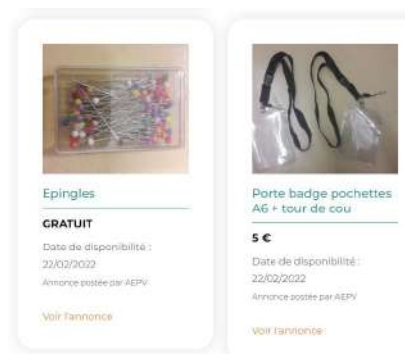 Epingles
GRATUIT
Date de disponibilité :
22/02/2022
Annonce postée par AEPV
Voir l'annonce
Porte badge pochettes
A6 + tour de cou
5 €
Date de disponibilité :
22/02/2022
Annonce postée par AEPV
Voir l'annonce